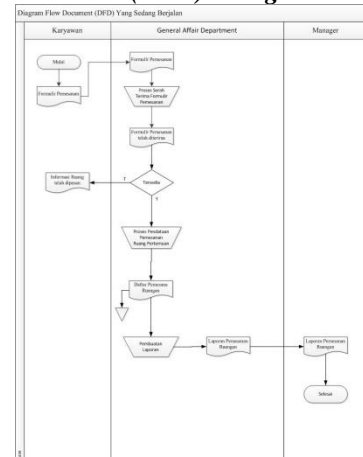 Diagram Flow Document (DFD) Yang Sedang Berjalan
Karyawan
General Affair Department
Manager
Mulai
Formulir Pemesanan
Formulir Pemesanan
Proses Serah
Terima Formulir
Pemesanan
Formulir Pemesanan
telah diterima
Tersedia
T
Y
Informasi Ruang
telah dipesan
Proses Pendataan
Pemesanan
Ruang Pertemuan
Daftar Pemesanan
Ruangan
Pembuatan
Laporan
Laporan Pemesanan
Ruangan
Laporan Pemesanan
Ruangan
Selesai